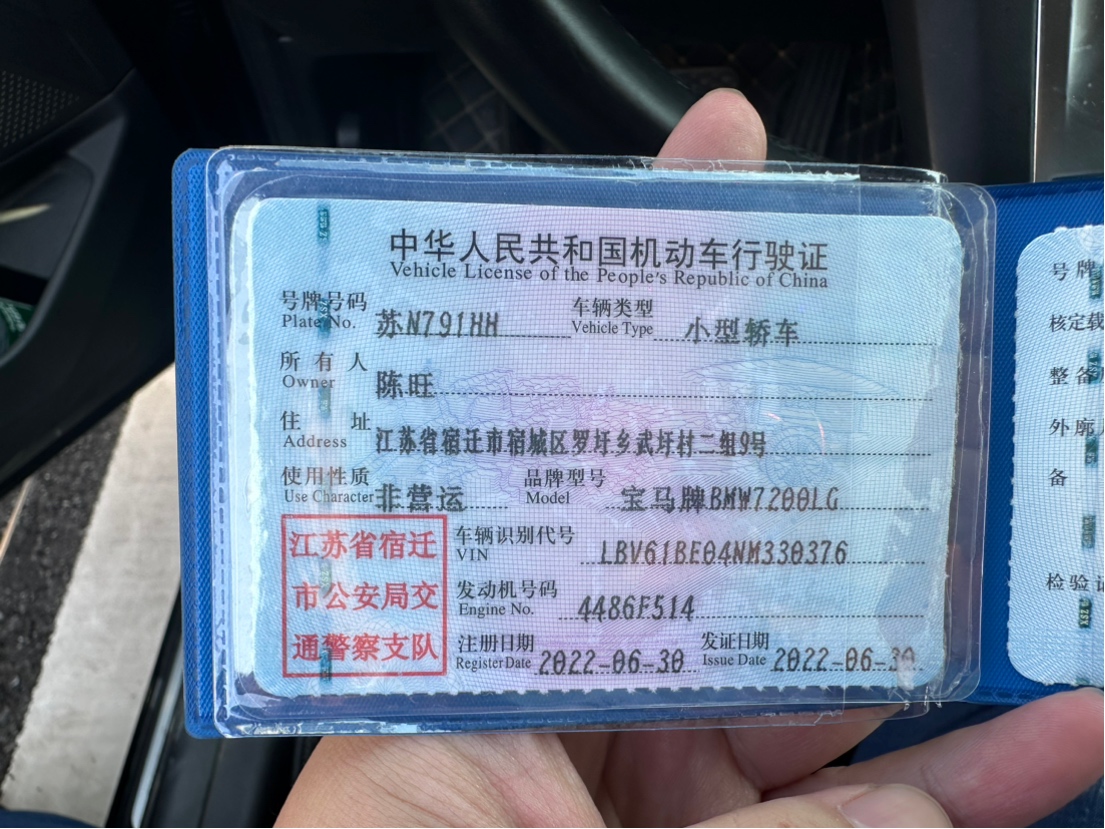 中华人民共和国机动车行驶证
Vehicle License of the People's Republic of China
号牌号码 苏N791HH 车辆类型 小型轿车
Plate No. Vehicle Type
所有人 陈旺
Owner
住址 江苏省宿迁市宿城区罗圩乡武圩村二组9号
Address
使用性质 非营运 品牌型号 宝马牌BMW7200LG
Use Character Model
江苏省宿迁
市公安局交
通警察支队
车辆识别代号 LBV61BE04NM330376
VIN
发动机号码 4486F514
Engine No.
注册日期 2022-06-30 发证日期 2022-06-30
Register Date Issue Date
号牌
核定载
整备
外廓
备
检验记